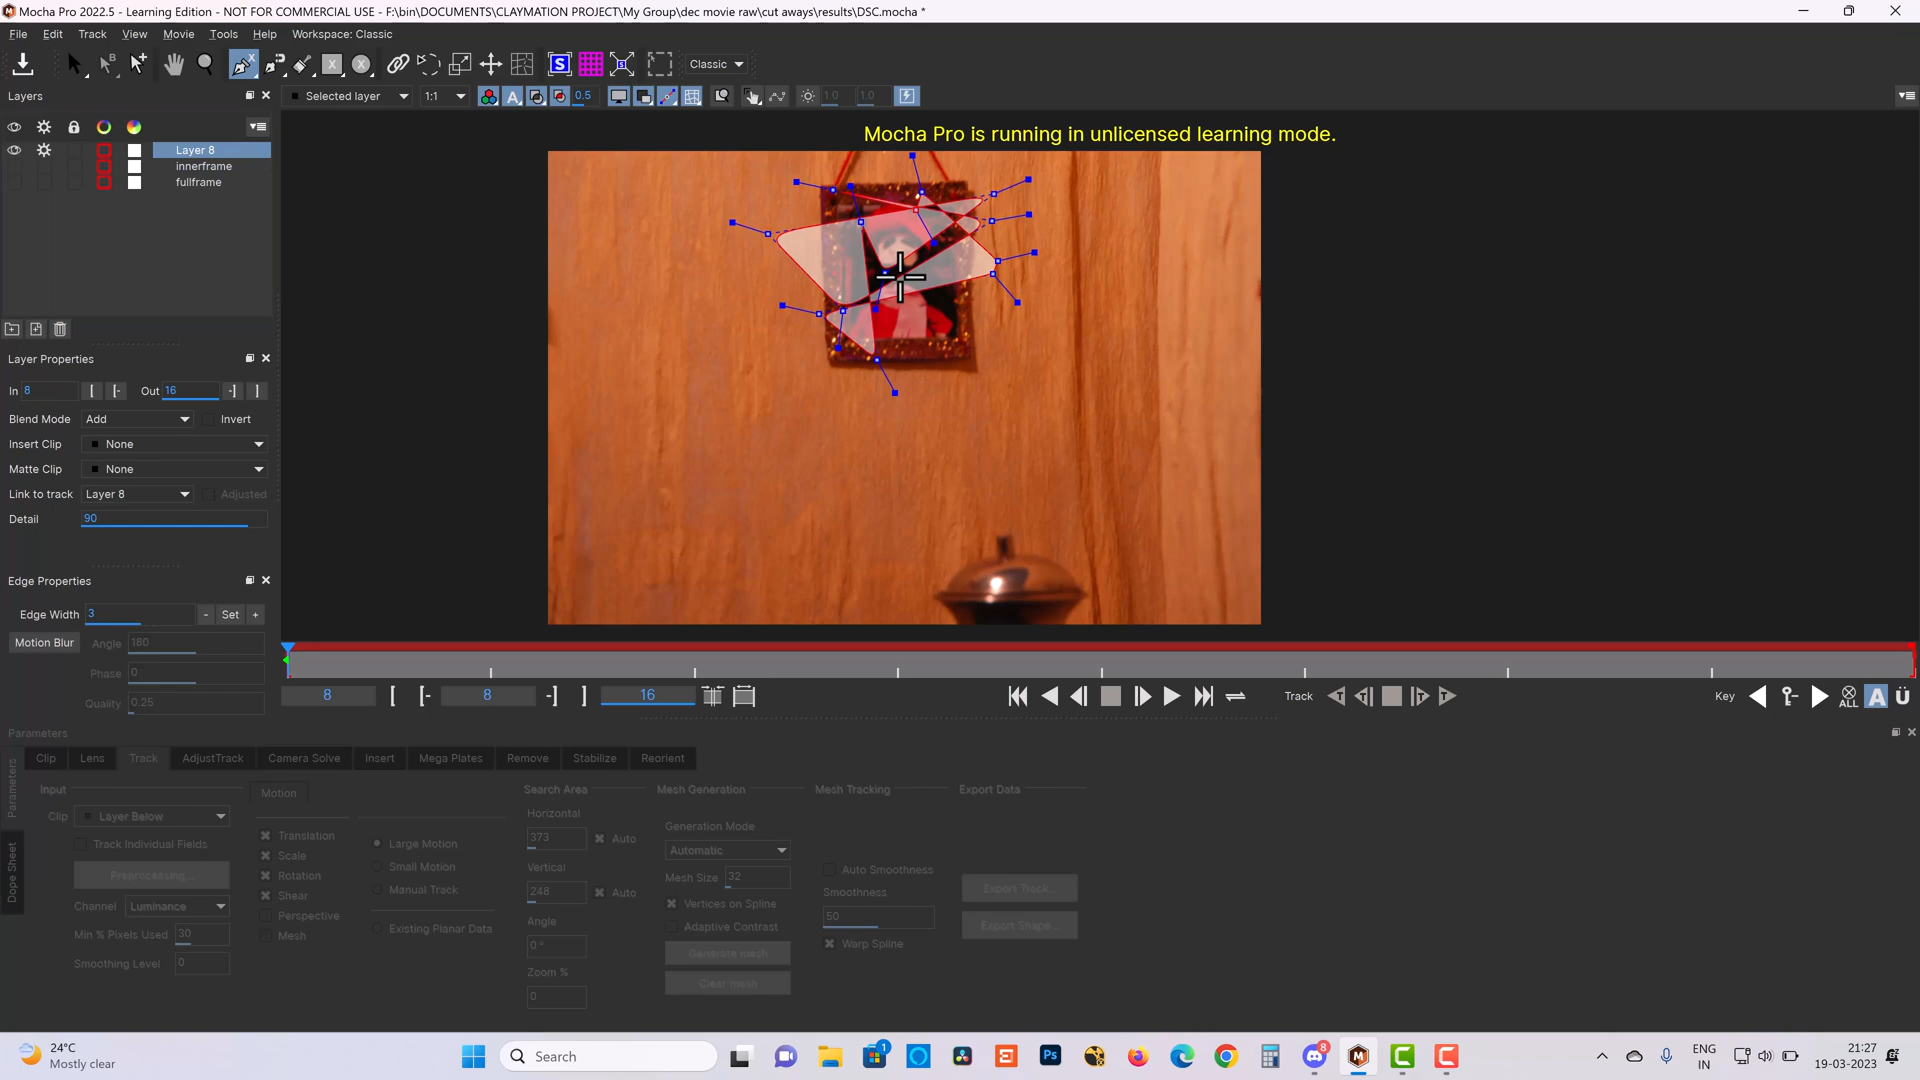 Mocha Pro 2022.5 - Learning Edition - NOT FOR COMMERCIAL USE - F:\bin\DOCUMENTS\CLAYMATION PROJECT\My Group\dec movie raw\cut aways\results\DSC.mocha *
File Edit Track View Movie Tools Help Workspace: Classic
Classic
Layers
Selected layer 1:1 A 0.5 1.0 1.0
Mocha Pro is running in unlicensed learning mode.
Layer 8
innerframe
fullframe
Layer Properties
In 8 Out 16
Blend Mode Add Invert
Insert Clip None
Matte Clip None
Link to track Layer 8 Adjusted
Detail 90
Edge Properties
Edge Width 3 - Set +
Motion Blur Angle 180
Phase 0
Quality 0.25
8 8 16 Track Key ALL A Ü
Parameters
Clip Lens Track AdjustTrack Camera Solve Insert Mega Plates Remove Stabilize Reorient
Parameters
Dope Sheet
Input
Clip Layer Below
Track Individual Fields
Preprocessing...
Channel Luminance
Min % Pixels Used 30
Smoothing Level 0
Motion
Translation
Scale
Rotation
Shear
Perspective
Mesh
Large Motion
Small Motion
Manual Track
Existing Planar Data
Search Area
Horizontal
373 Auto
Vertical
248 Auto
Angle
0 °
Zoom %
0
Mesh Generation
Generation Mode
Automatic
Mesh Size 32
Vertices on Spline
Adaptive Contrast
Generate mesh
Clear mesh
Mesh Tracking
Auto Smoothness
Smoothness
50
Warp Spline
Export Data
Export Track...
Export Shape...
24°C
Mostly clear
Search
1
Ps
8
ENG
IN
21:27
19-03-2023